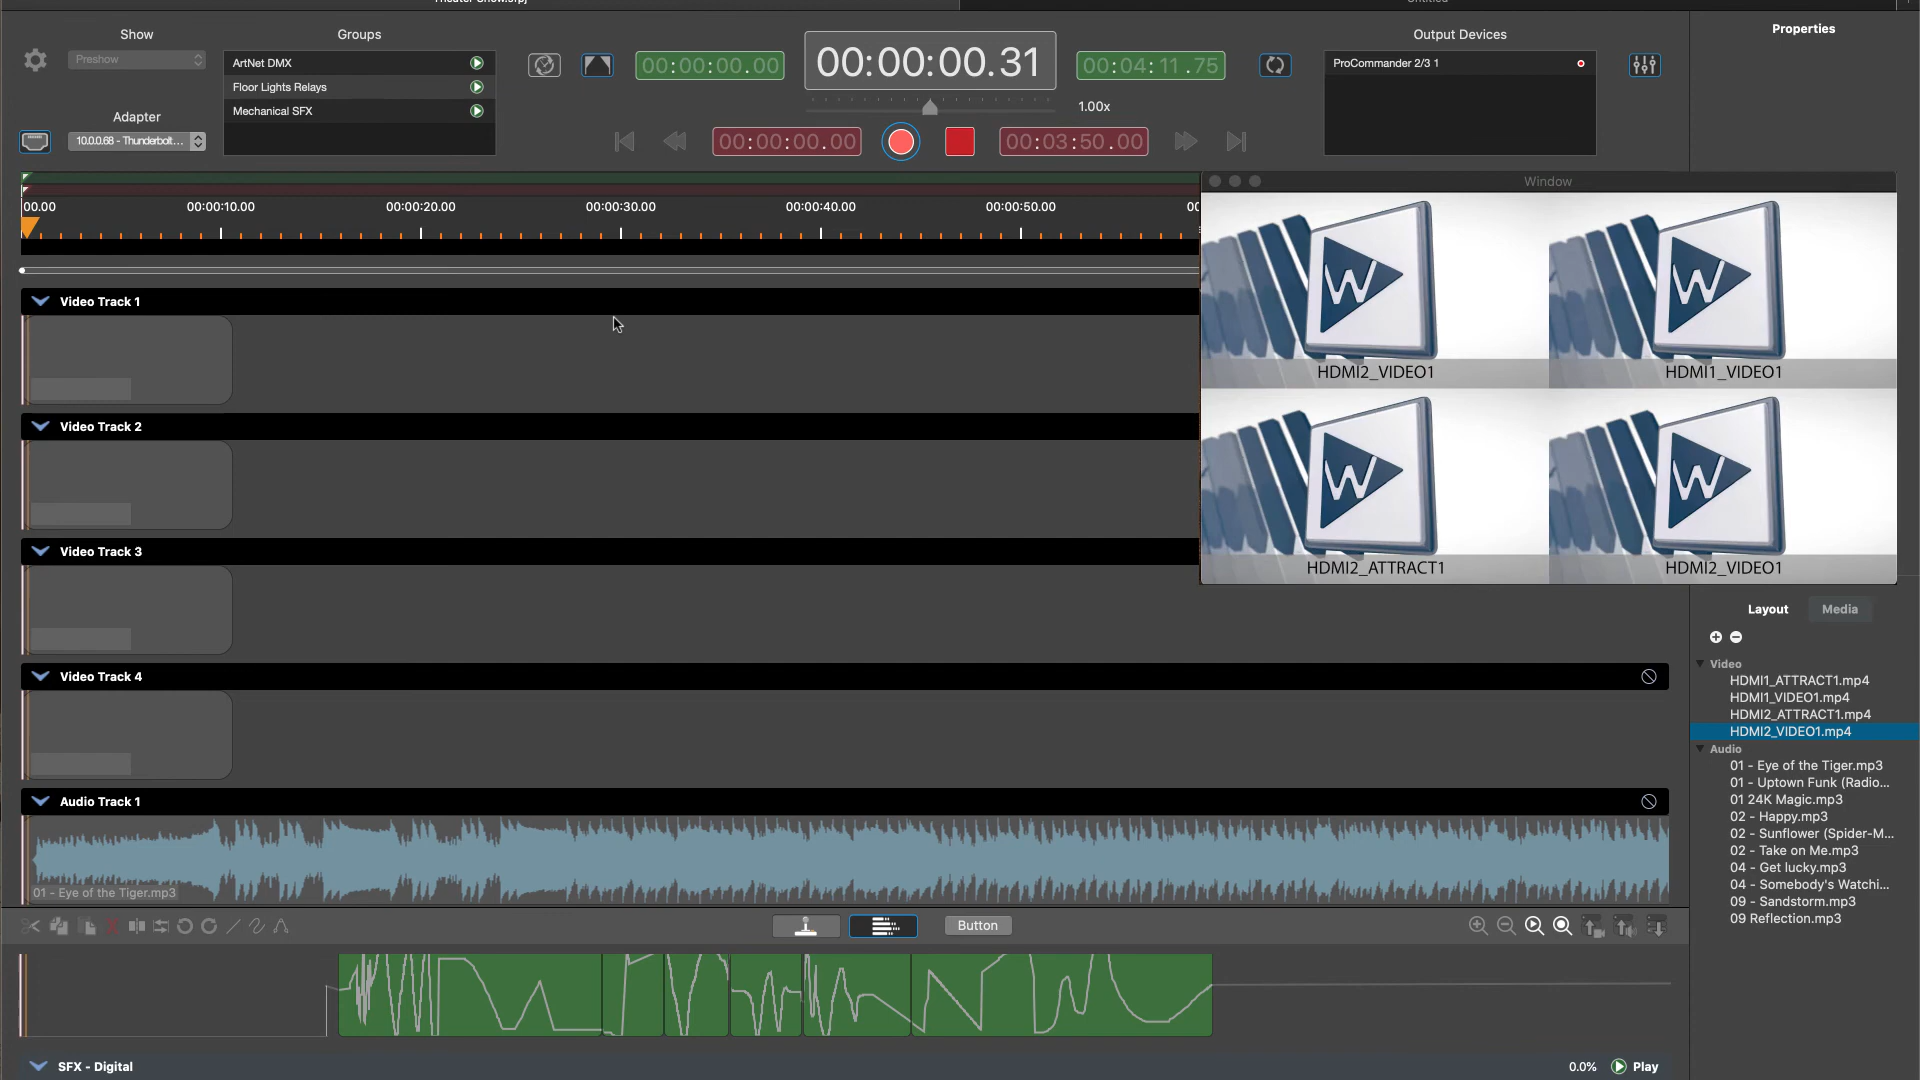 Theater Show.srpj
Untitled
Show
Groups
Output Devices
Properties
Preshow
ArtNet DMX
Floor Lights Relays
Mechanical SFX
00:00:00.00
00:00:00.31
00:04:11.75
ProCommander 2/3 1
1.00x
Adapter
10.0.0.68 - Thunderbolt...
00:00:00.00
00:03:50.00
00.00
00:00:10.00
00:00:20.00
00:00:30.00
00:00:40.00
00:00:50.00
00
Window
W
W
HDMI2_VIDEO1
HDMI1_VIDEO1
W
W
HDMI2_ATTRACT1
HDMI2_VIDEO1
Video Track 1
Video Track 2
Video Track 3
Video Track 4
Audio Track 1
01 - Eye of the Tiger.mp3
Button
SFX - Digital
0.0%
Play
Layout
Media
Video
HDMI1_ATTRACT1.mp4
HDMI1_VIDEO1.mp4
HDMI2_ATTRACT1.mp4
HDMI2_VIDEO1.mp4
Audio
01 - Eye of the Tiger.mp3
01 - Uptown Funk (Radio...
01 24K Magic.mp3
02 - Happy.mp3
02 - Sunflower (Spider-M...
02 - Take on Me.mp3
04 - Get lucky.mp3
04 - Somebody's Watchi...
09 - Sandstorm.mp3
09 Reflection.mp3